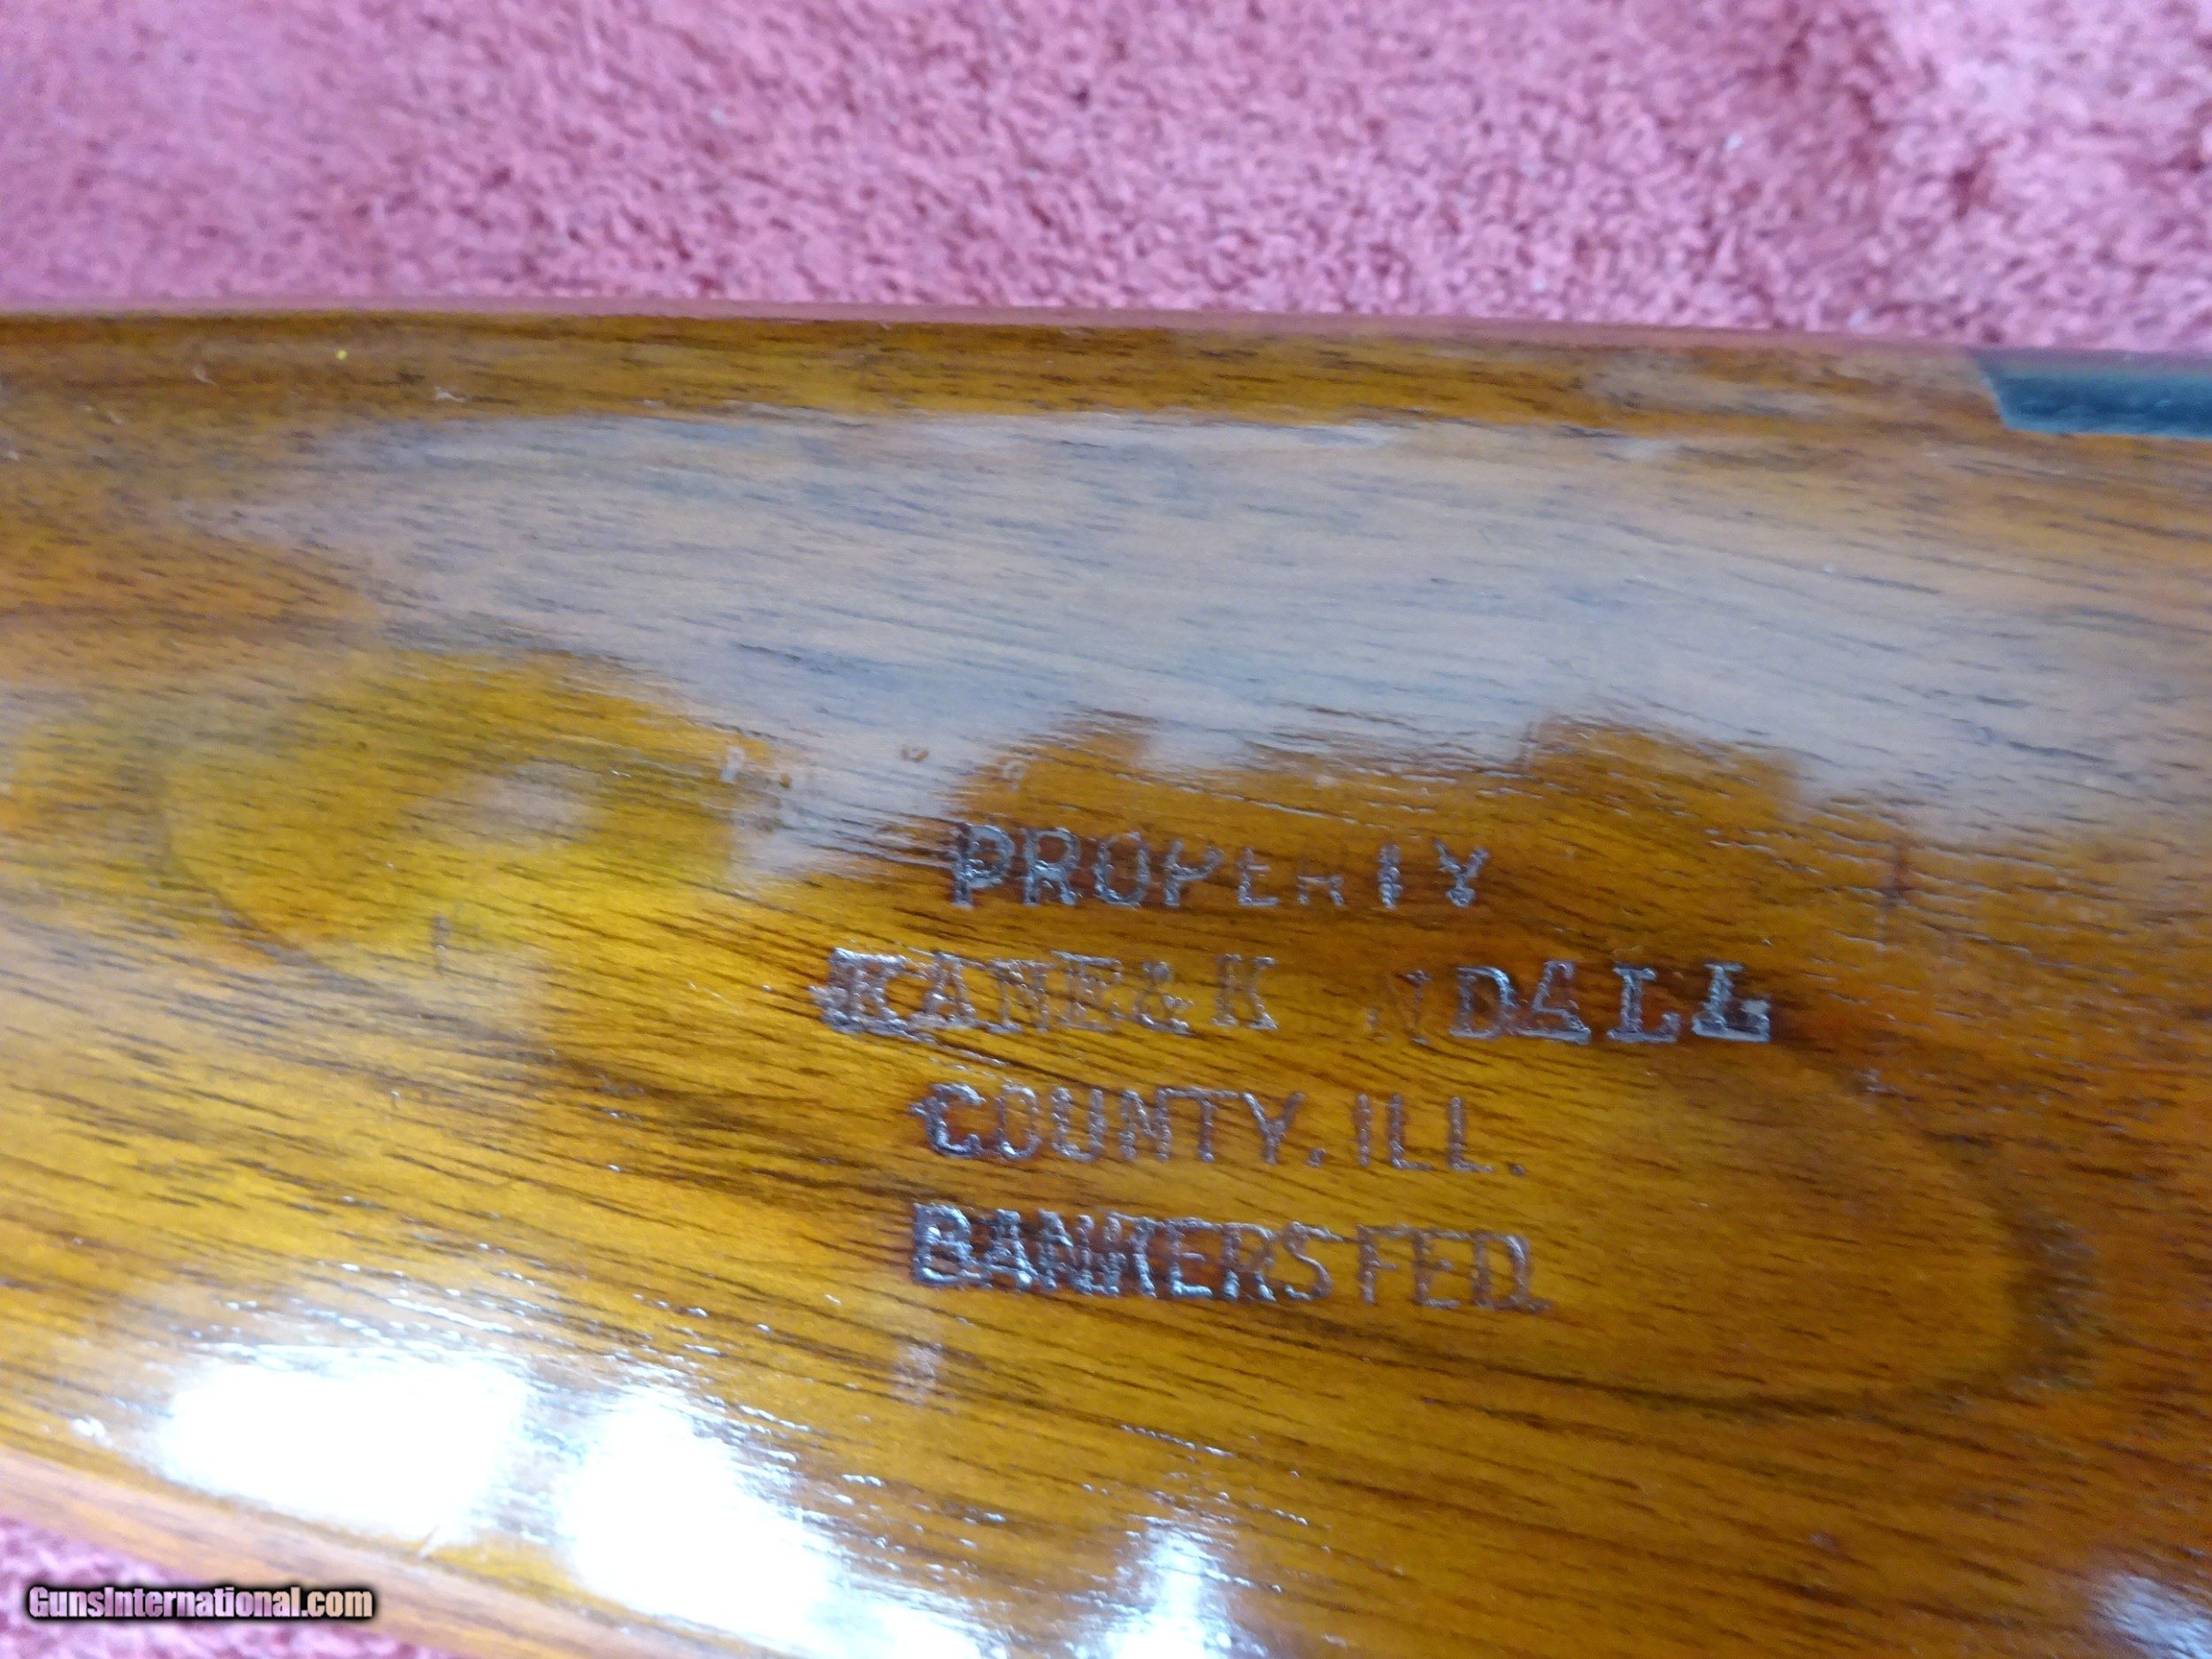 PROPERTY
KANE & K NDALL
COUNTY, ILL.
BANKERS FED.
GunsInternational.com